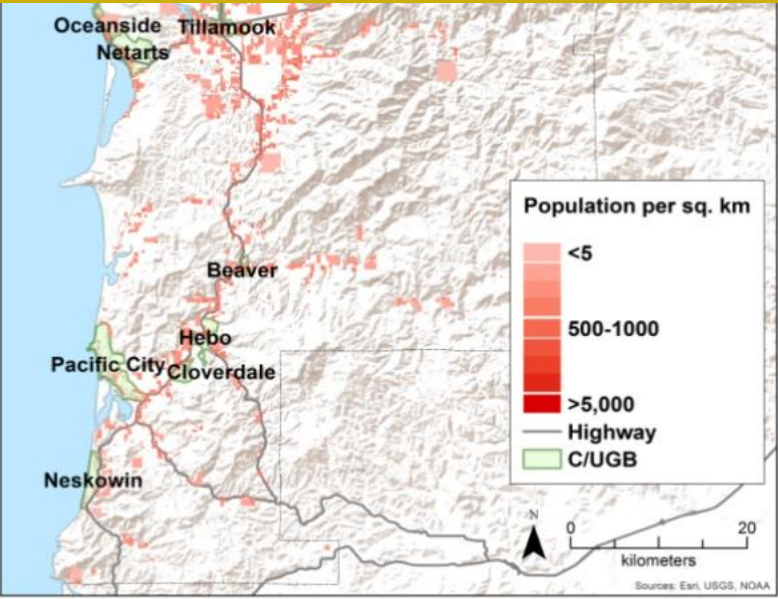 Oceanside
Tillamook
Netarts
Population per sq. km
<5
500-1000
>5,000
Highway
C/UGB
Beaver
Hebo
Pacific City
Cloverdale
Neskowin
N
0
20
kilometers
Sources: Esri, USGS, NOAA